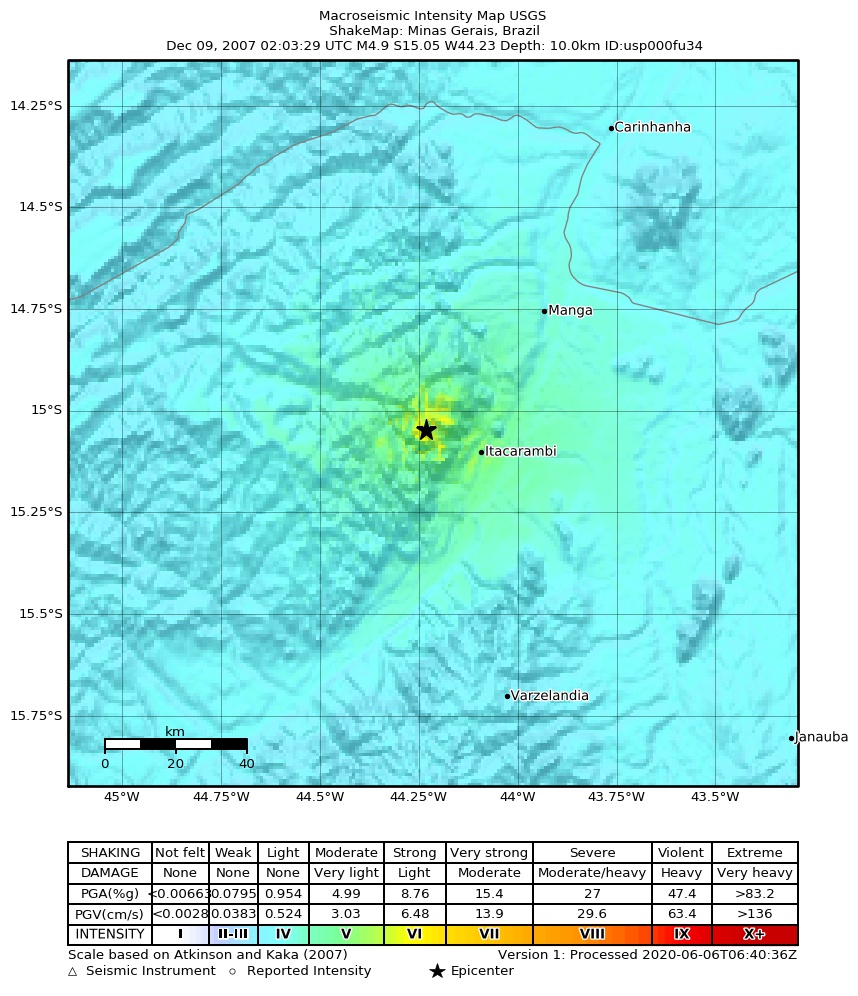 Macroseismic Intensity Map USGS
ShakeMap: Minas Gerais, Brazil
Dec 09, 2007 02:03:29 UTC M4.9 S15.05 W44.23 Depth: 10.0km ID:usp000fu34
14.25°S
Carinhanha
14.5°S
14.75°S
Manga
15°S
Itacarambi
15.25°S
15.5°S
Varzelandia
15.75°S
km
Janauba
0 20 40
45°W 44.75°W 44.5°W 44.25°W 44°W 43.75°W 43.5°W
SHAKING Not felt Weak Light Moderate Strong Very strong Severe Violent Extreme
DAMAGE None None None Very light Light Moderate Moderate/heavy Heavy Very heavy
PGA(%g) <0.00663 0.0795 0.954 4.99 8.76 15.4 27 47.4 >83.2
PGV(cm/s) <0.0028 0.0383 0.524 3.03 6.48 13.9 29.6 63.4 >136
INTENSITY I II-III IV V VI VII VIII IX X+
Scale based on Atkinson and Kaka (2007) Version 1: Processed 2020-06-06T06:40:36Z
△ Seismic Instrument ○ Reported Intensity ★ Epicenter